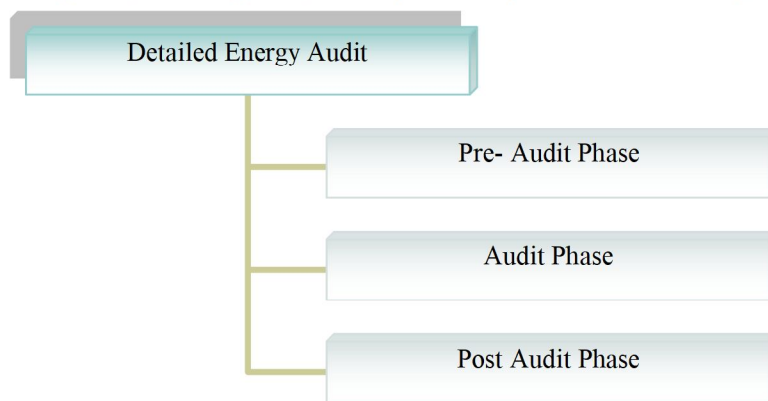 Detailed Energy Audit
Pre- Audit Phase
Audit Phase
Post Audit Phase